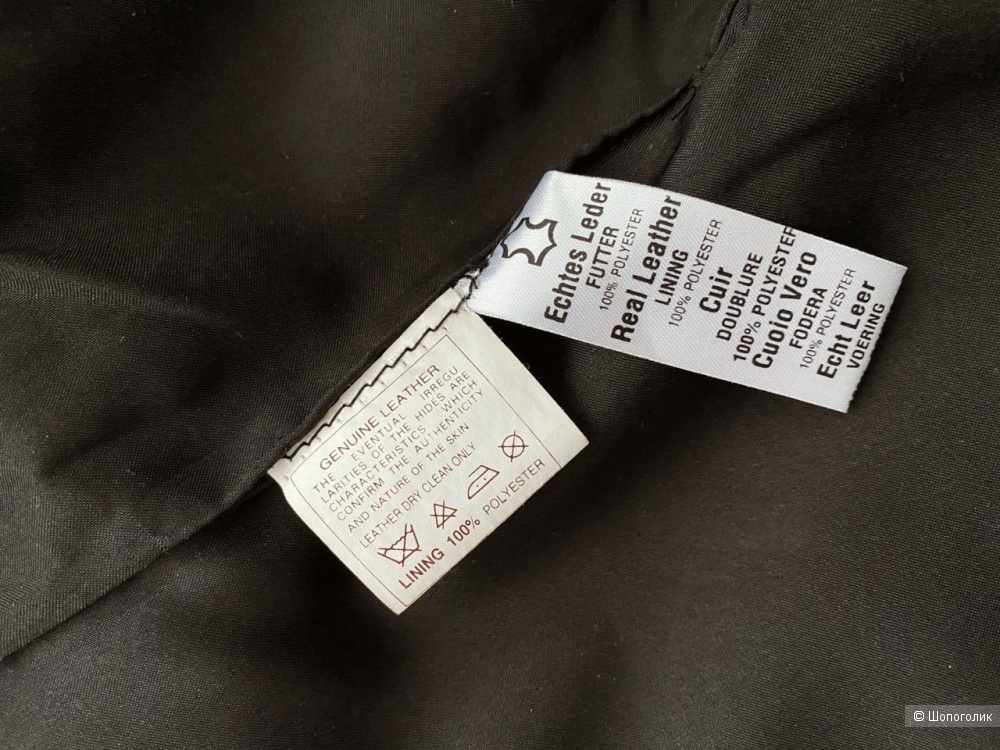 Echtes Leder
FUTTER
100% POLYESTER
Real Leather
LINING
100% POLYESTER
Cuir
DOUBLURE
100% POLYESTER
Cuoio Vero
FODERA
100% POLYESTER
Echt Leer
VOERING
GENUINE LEATHER
THE EVENTUAL IRREGU
LARITIES OF THE HIDES ARE
CHARACTERISTICS WHICH
CONFIRM THE AUTHENTICITY
AND NATURE OF THE SKIN
LEATHER DRY CLEAN ONLY
LINING 100% POLYESTER
© Шопоголик